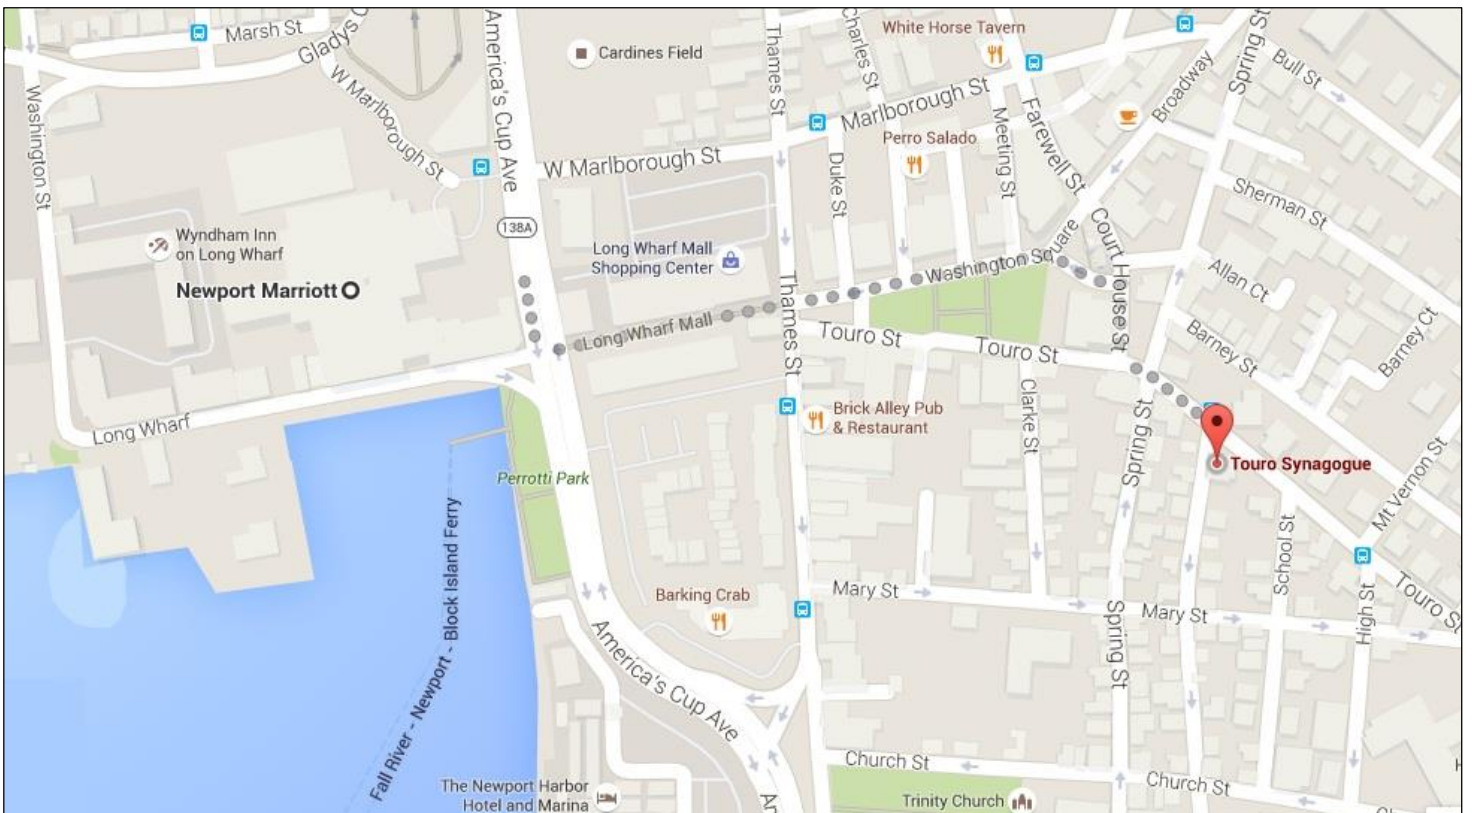 Marsh St
Gladys C
America's Cup Ave
Cardines Field
Thames St
Charles St
White Horse Tavern
Spring St
Bull St
Broadway
Washington St
W Marlborough St
Marlborough St
Farewell St
Meeting St
Perro Salado
Duke St
W Marlborough St
Sherman St
138A
Court House St
Wyndham Inn
on Long Wharf
Long Wharf Mall
Shopping Center
Washington Square
Allan Ct
Newport Marriott
Long Wharf Mall
Thames St
Touro St
Touro St
Barney St
Barney Ct
Clarke St
Brick Alley Pub
& Restaurant
Spring St
Long Wharf
Touro Synagogue
Mt Vernon St
Perrotti Park
Fall River - Newport - Block Island Ferry
School St
Mary St
Barking Crab
Mary St
High St
Touro S
Spring St
America's Cup Ave
Church St
Church St
The Newport Harbor
Hotel and Marina
Trinity Church